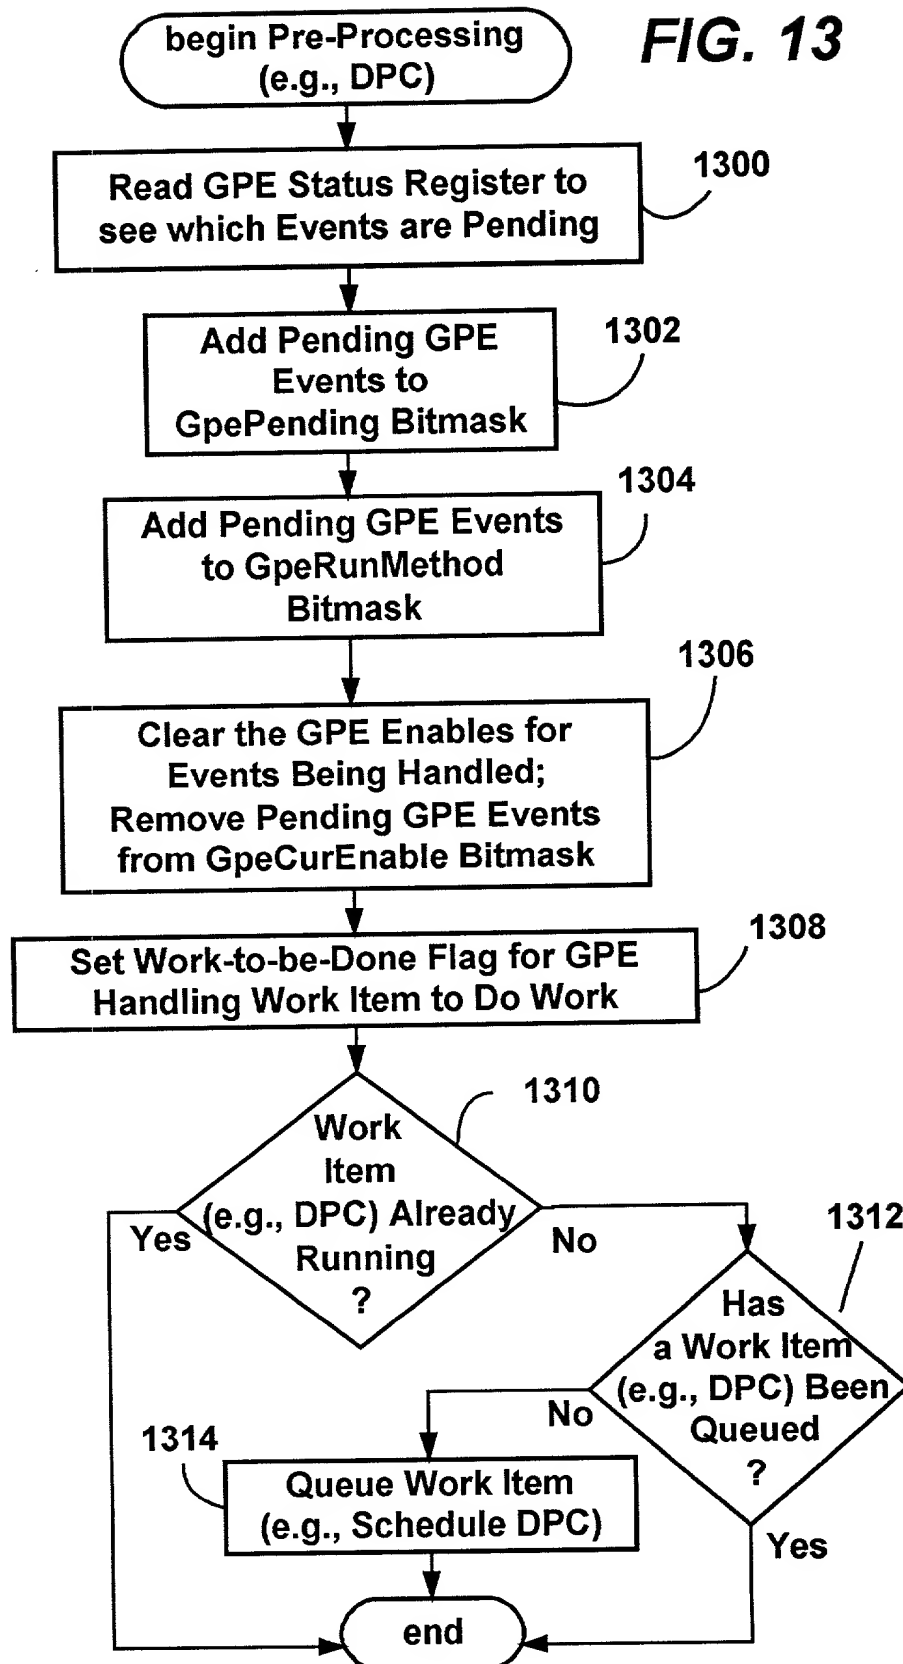 begin Pre-Processing
(e.g., DPC)
FIG. 13
1300
Read GPE Status Register to
see which Events are Pending
1302
Add Pending GPE
Events to
GpePending Bitmask
1304
Add Pending GPE Events
to GpeRunMethod
Bitmask
1306
Clear the GPE Enables for
Events Being Handled;
Remove Pending GPE Events
from GpeCurEnable Bitmask
1308
Set Work-to-be-Done Flag for GPE
Handling Work Item to Do Work
1310
Work
Item
(e.g., DPC) Already
Running
?
Yes
No
1312
Has
a Work Item
(e.g., DPC) Been
Queued
?
No
Yes
1314
Queue Work Item
(e.g., Schedule DPC)
end